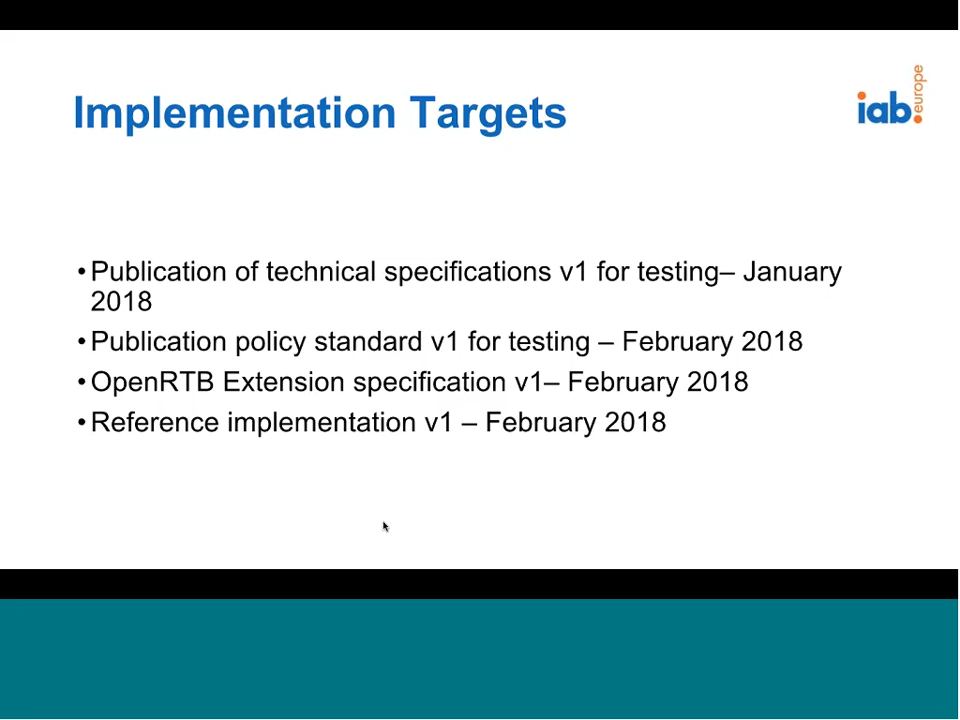 Implementation Targets
iab.
europe
•Publication of technical specifications v1 for testing– January
2018
•Publication policy standard v1 for testing – February 2018
•OpenRTB Extension specification v1– February 2018
•Reference implementation v1 – February 2018